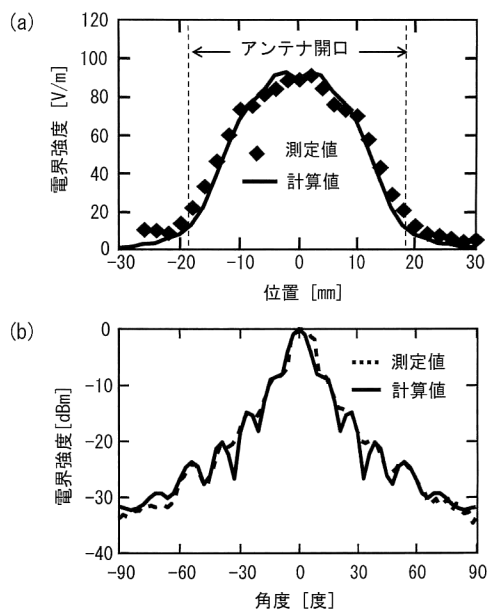 (a)
アンテナ開口
電界強度 [V/m]
120
100
80
60
40
20
0
測定値
計算値
-30 -20 -10 0 10 20 30
位置 [mm]
(b)
電界強度[dBm]
0
-10
-20
-30
-40
測定値
計算値
-90 -60 -30 0 30 60 90
角度 [度]